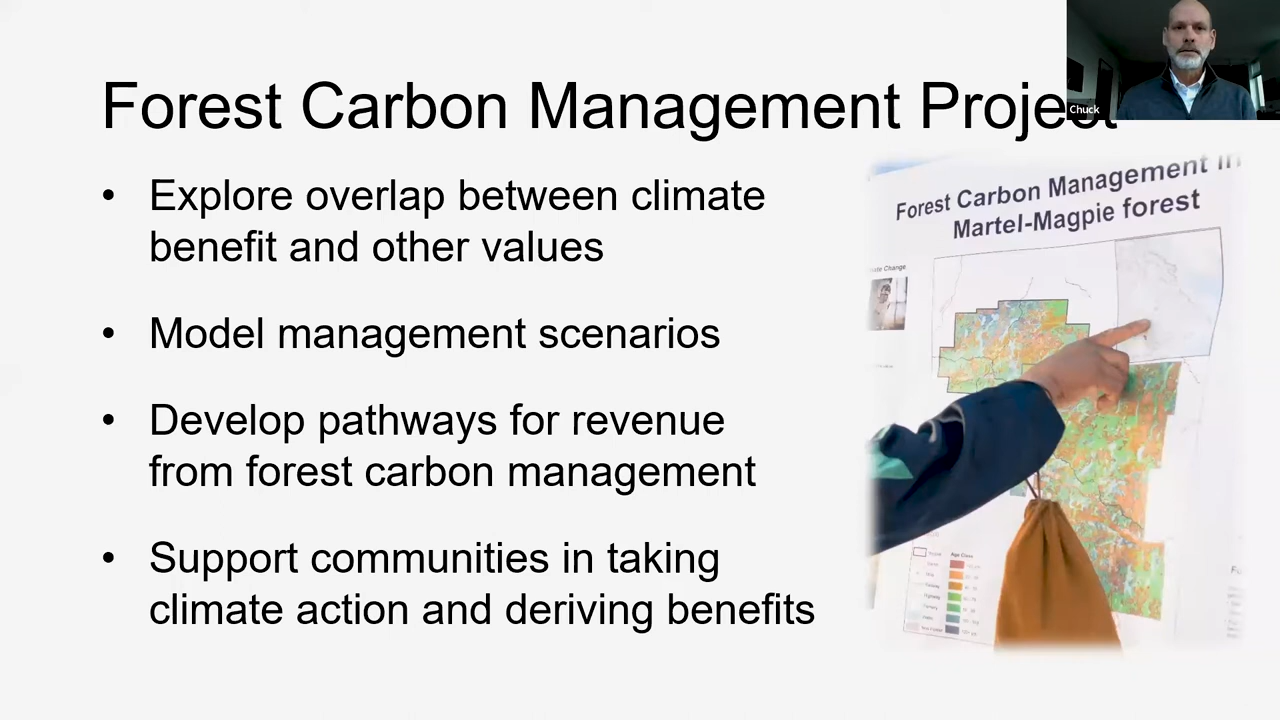 Forest Carbon Management Project
Chuck
• Explore overlap between climate
benefit and other values
• Model management scenarios
• Develop pathways for revenue
from forest carbon management
• Support communities in taking
climate action and deriving benefits
Forest Carbon Management in
Martel-Magpie forest
Change
Age Class